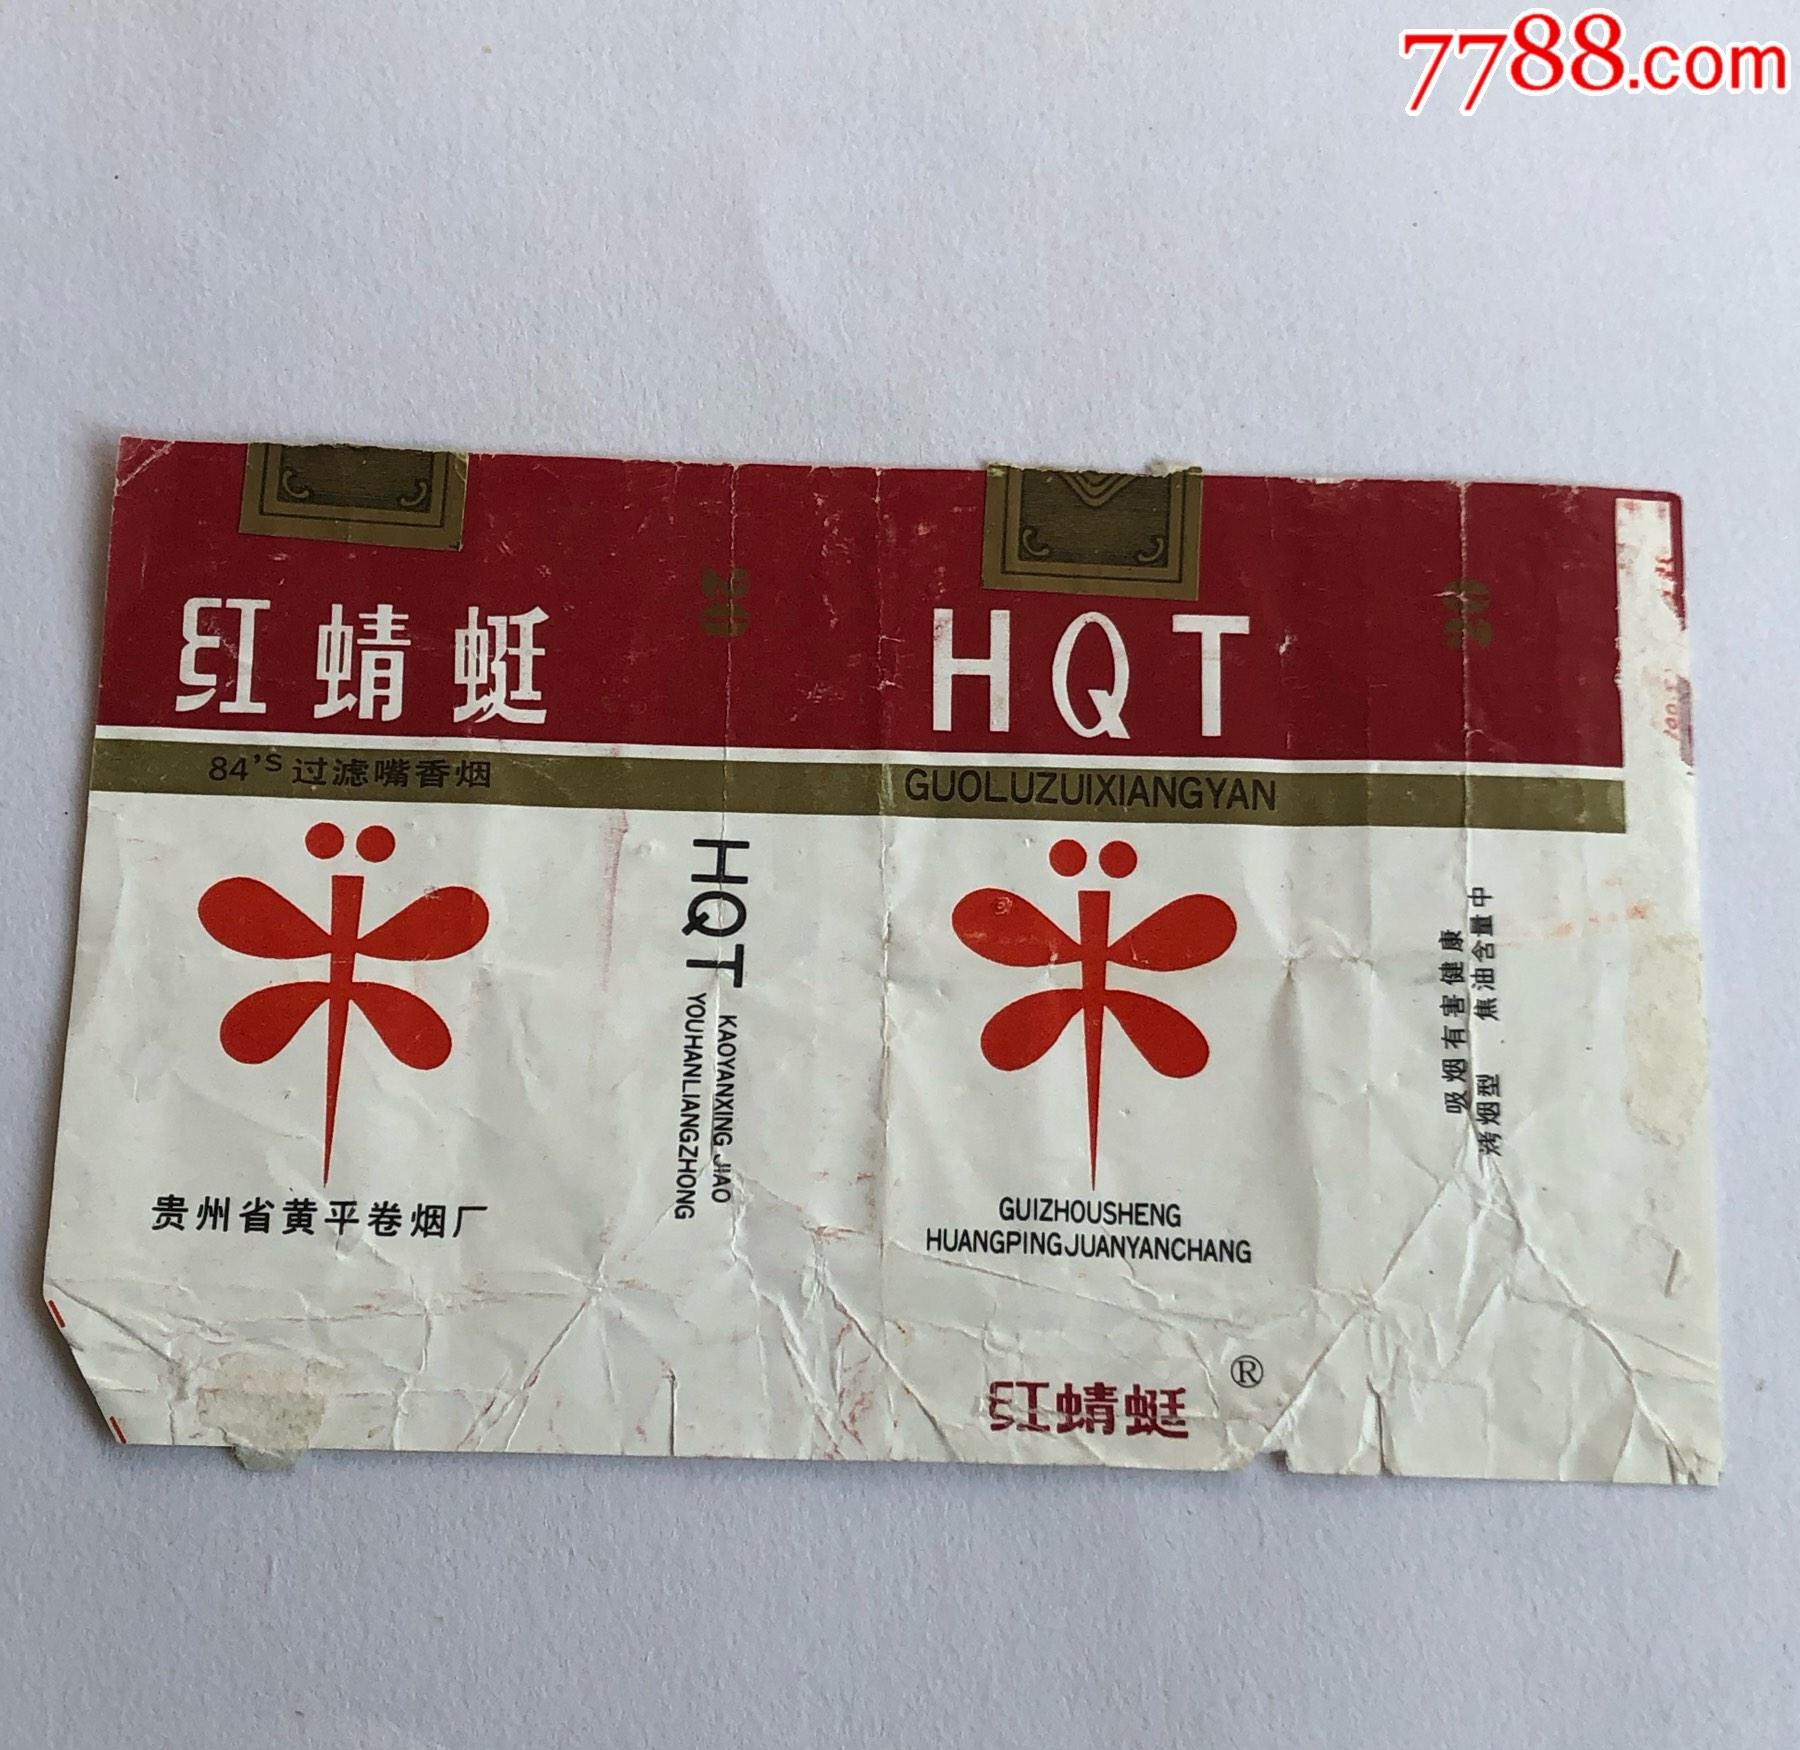 7788.com
红蜻蜓
84's 过滤嘴香烟
贵州省黄平卷烟厂
20
HQT
KAOYANXING JIAO
YOUHANLIANGZHONG
HQT
GUOLUZUIXIANGYAN
GUIZHOUSHENG
HUANGPINGJUANYANCHANG
红蜻蜓 ®
20
吸烟有害健康
烤烟型 焦油含量中